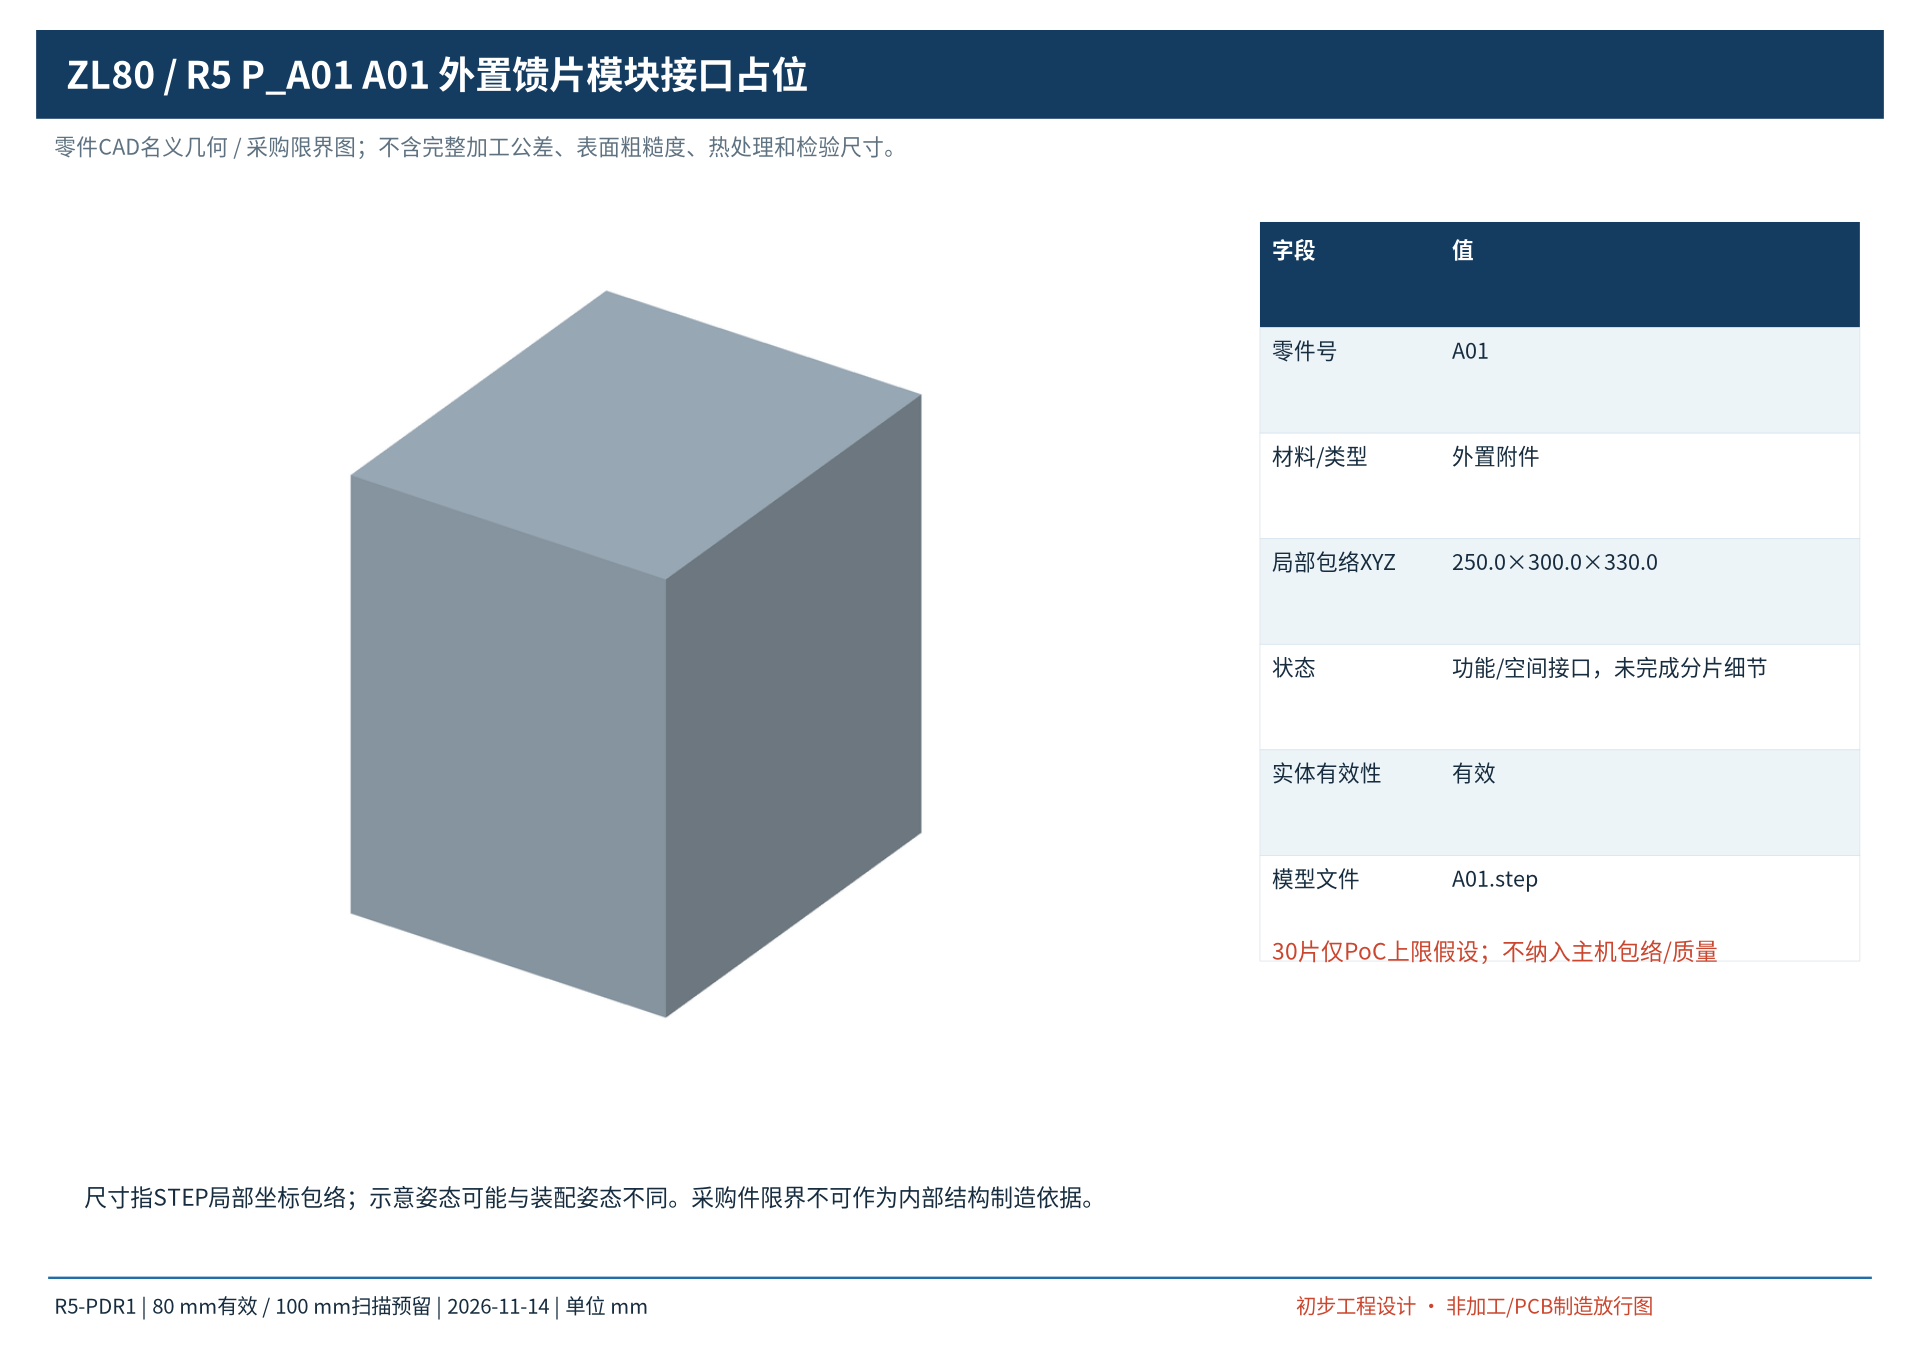 ZL80 / R5 P_A01 A01 外置馈片模块接口占位
零件CAD名义几何 / 采购限界图；不含完整加工公差、表面粗糙度、热处理和检验尺寸。
字段 值
零件号 A01
材料/类型 外置附件
局部包络XYZ 250.0×300.0×330.0
状态 功能/空间接口，未完成分片细节
实体有效性 有效
模型文件 A01.step
30片仅PoC上限假设；不纳入主机包络/质量
尺寸指STEP局部坐标包络；示意姿态可能与装配姿态不同。采购件限界不可作为内部结构制造依据。
R5-PDR1 | 80 mm有效 / 100 mm扫描预留 | 2026-11-14 | 单位 mm
初步工程设计 · 非加工/PCB制造放行图